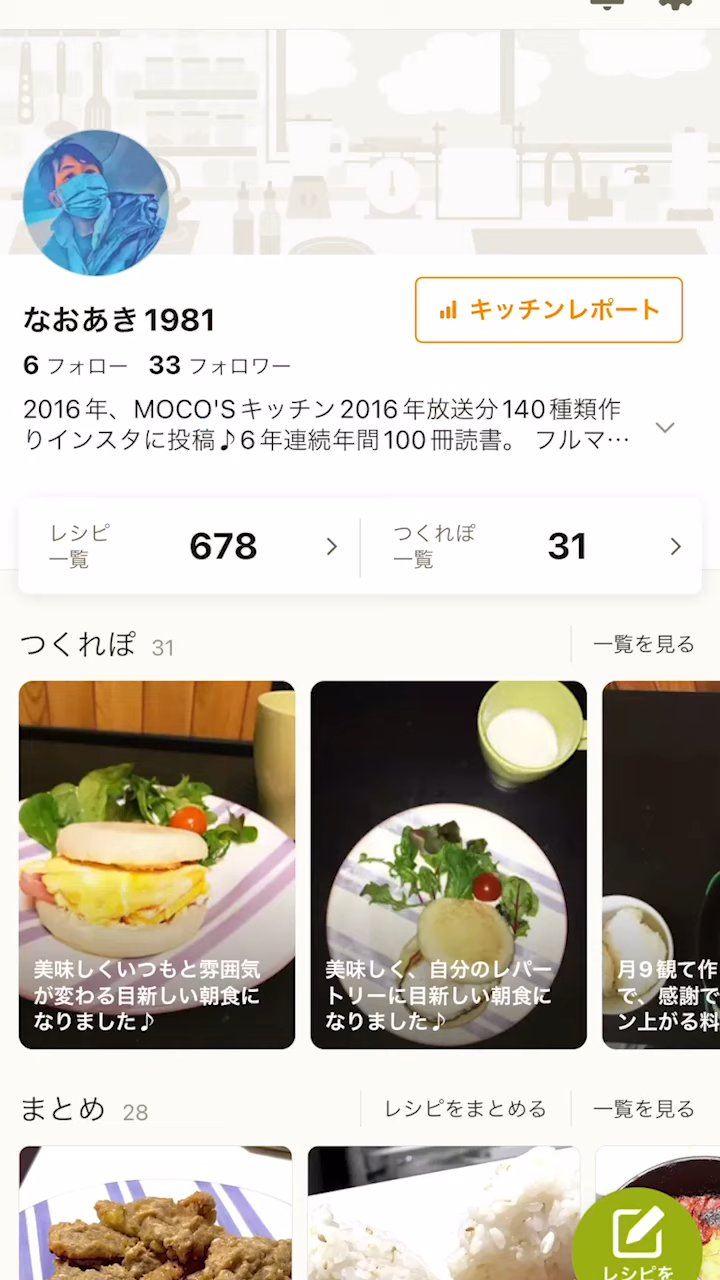 なおあき1981
キッチンレポート
6 フォロー 33 フォロワー
2016年、MOCO'Sキッチン2016年放送分140種類作
りインスタに投稿♪6年連続年間100冊読書。 フルマ…
レシピ
一覧
678
つくれぽ
一覧
31
つくれぽ 31
一覧を見る
美味しくいつもと雰囲気
が変わる目新しい朝食に
なりました♪
美味しく、自分のレパー
トリーに目新しい朝食に
なりました♪
月9観て作
で、感謝で
ン上がる料
まとめ 28
レシピをまとめる
一覧を見る
レシピを